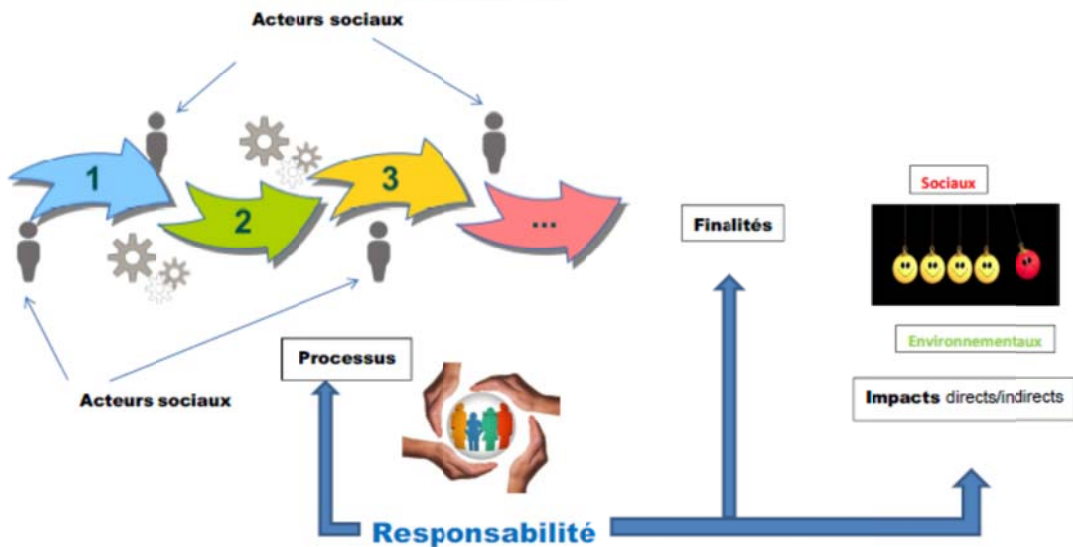 Acteurs sociaux
1
2
3
...
Finalités
Sociaux
Environnementaux
Processus
Acteurs sociaux
Impacts directs/indirects
Responsabilité